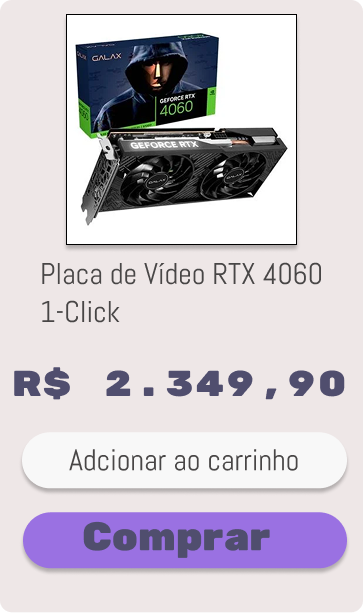 GALAX
GEFORCE RTX
4060
GEFORCE RTX
Placa de Vídeo RTX 4060
1-Click
R$ 2.349,90
Adcionar ao carrinho
Comprar